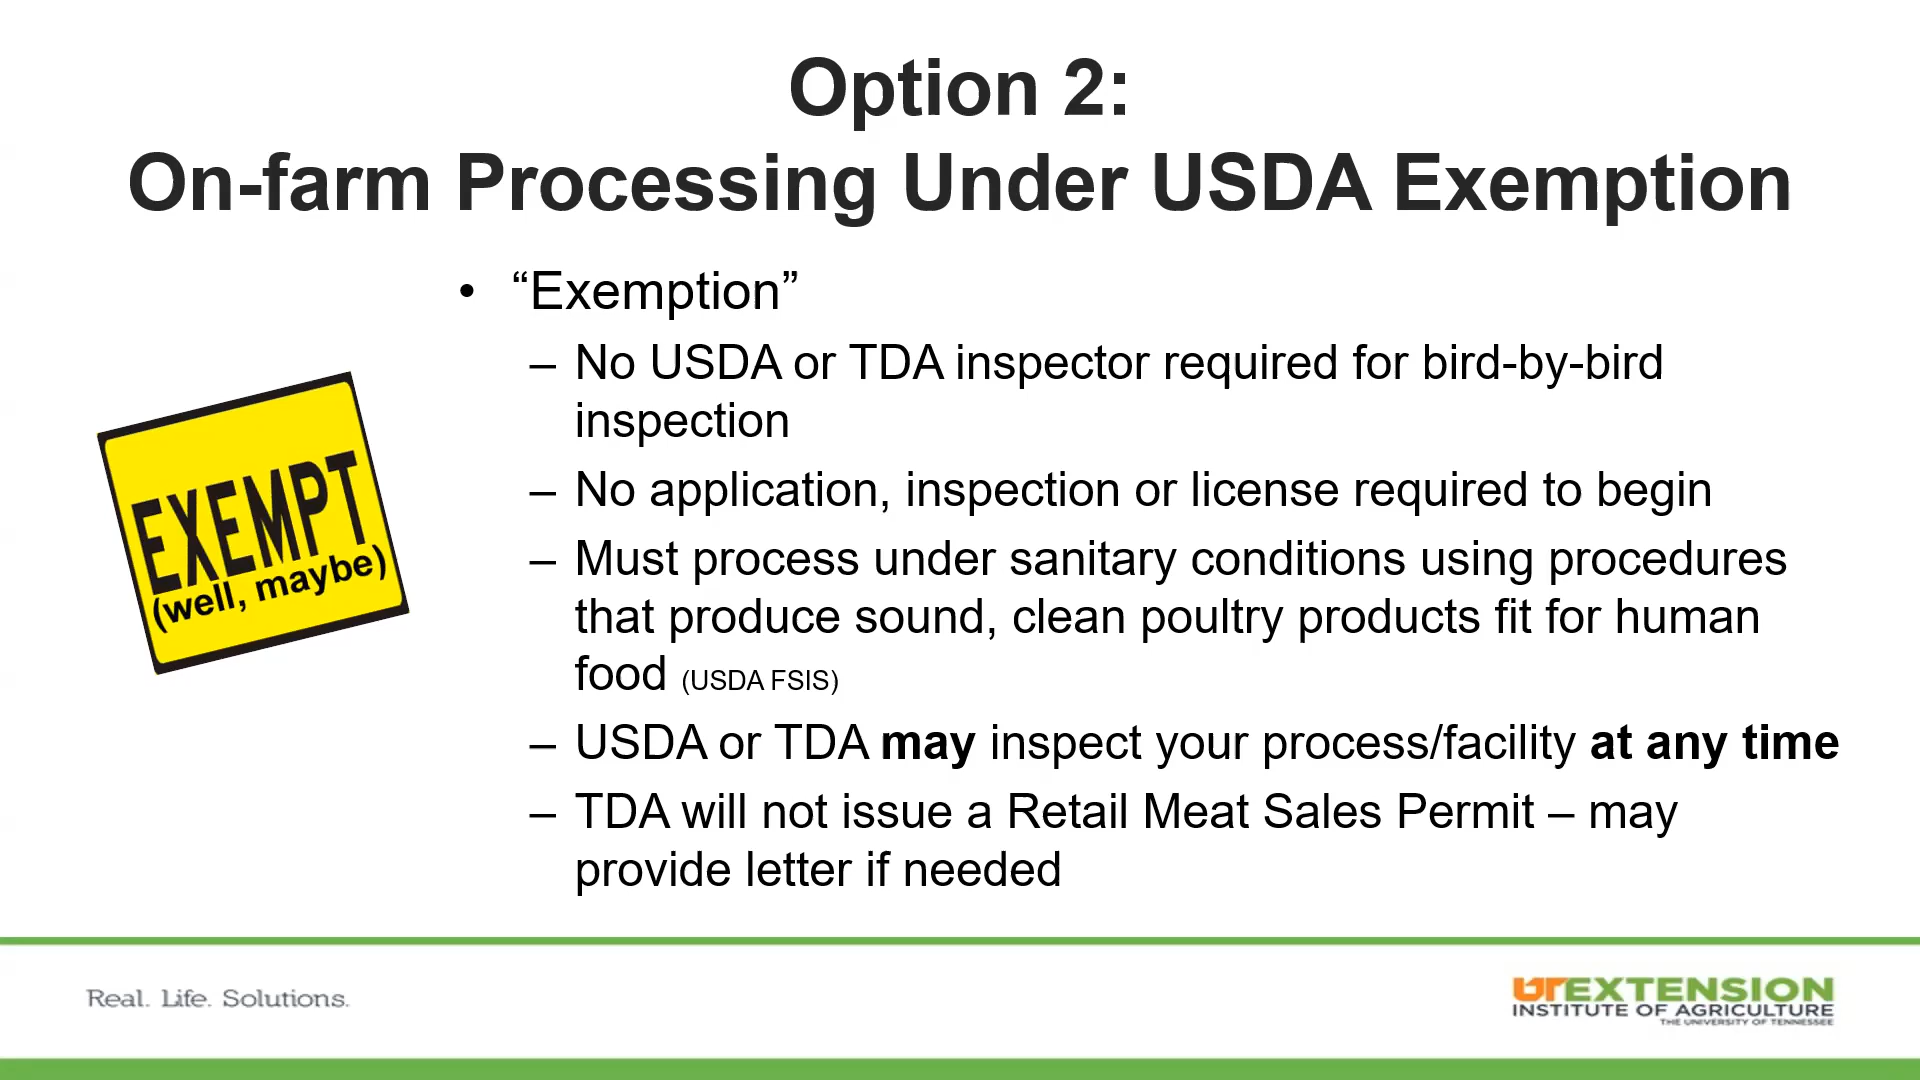 Option 2:
On-farm Processing Under USDA Exemption
• “Exemption”
– No USDA or TDA inspector required for bird-by-bird
inspection
– No application, inspection or license required to begin
– Must process under sanitary conditions using procedures
that produce sound, clean poultry products fit for human
food (USDA FSIS)
– USDA or TDA may inspect your process/facility at any time
– TDA will not issue a Retail Meat Sales Permit – may
provide letter if needed
EXEMPT
(well, maybe)
Real. Life. Solutions.
UT EXTENSION
INSTITUTE OF AGRICULTURE
THE UNIVERSITY OF TENNESSEE